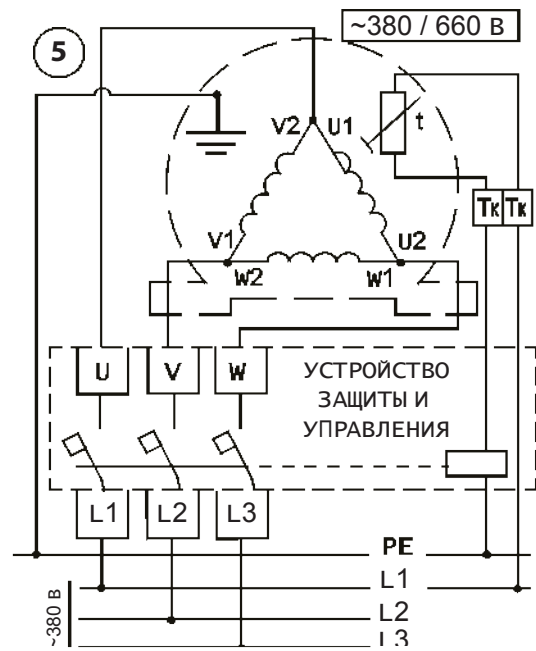 5
~380 / 660 В
V2 U1
t
Тк Тк
V1
U2
W2
W1
U
V
W
УСТРОЙСТВО
ЗАЩИТЫ И
УПРАВЛЕНИЯ
L1
L2
L3
PE
L1
L2
L3
~380 В